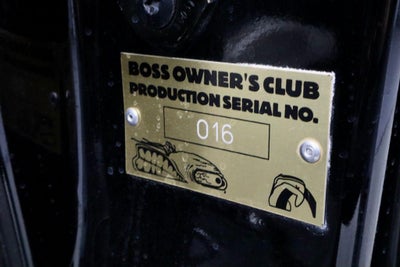 BOSS OWNER'S CLUB
PRODUCTION SERIAL NO.
016